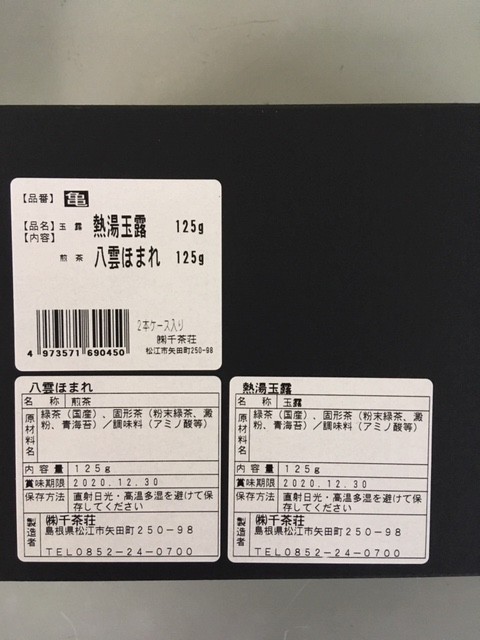 【品番】 亀
【品名】 玉露 熱湯玉露 125g
【内容】
煎茶 八雲ほまれ 125g
2本ケース入り
㈱千茶荘
松江市矢田町250-98
4 973571 690450
八雲ほまれ
名称 煎茶
原材料名 緑茶（国産）、固形茶（粉末緑茶、澱
粉、青海苔）／調味料（アミノ酸等）
内容量 125g
賞味期限 2020.12.30
保存方法 直射日光・高温多湿を避けて保
存してください
製造者 ㈱千茶荘
島根県松江市矢田町250-98
TEL0852-24-0700
熱湯玉露
名称 玉露
原材料名 緑茶（国産）、固形茶（粉末緑茶、澱
粉、青海苔）／調味料（アミノ酸等）
内容量 125g
賞味期限 2020.12.30
保存方法 直射日光・高温多湿を避けて保
存してください
製造者 ㈱千茶荘
島根県松江市矢田町250-98
TEL0852-24-0700